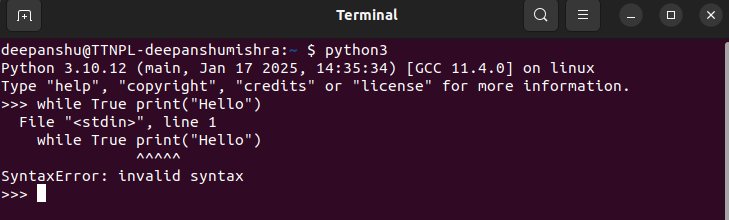 Terminal
deepanshu@TTNPL-deepanshumishra:~ $ python3
Python 3.10.12 (main, Jan 17 2025, 14:35:34) [GCC 11.4.0] on linux
Type "help", "copyright", "credits" or "license" for more information.
>>> while True print("Hello")
  File "<stdin>", line 1
    while True print("Hello")
               ^^^^^
SyntaxError: invalid syntax
>>>